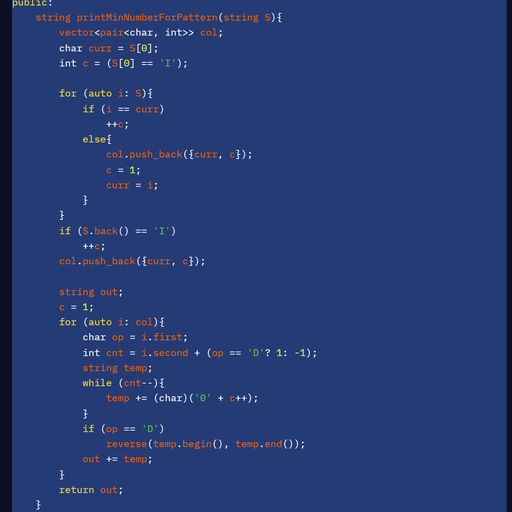 public:
string printMinNumberForPattern(string S){
vector<pair<char, int>> col;
char curr = S[0];
int c = (S[0] == 'I');
for (auto i: S){
if (i == curr)
++c;
else{
col.push_back({curr, c});
c = 1;
curr = i;
}
}
if (S.back() == 'I')
++c;
col.push_back({curr, c});
string out;
c = 1;
for (auto i: col){
char op = i.first;
int cnt = i.second + (op == 'D'? 1: -1);
string temp;
while (cnt--){
temp += (char)('0' + c++);
}
if (op == 'D')
reverse(temp.begin(), temp.end());
out += temp;
}
return out;
}